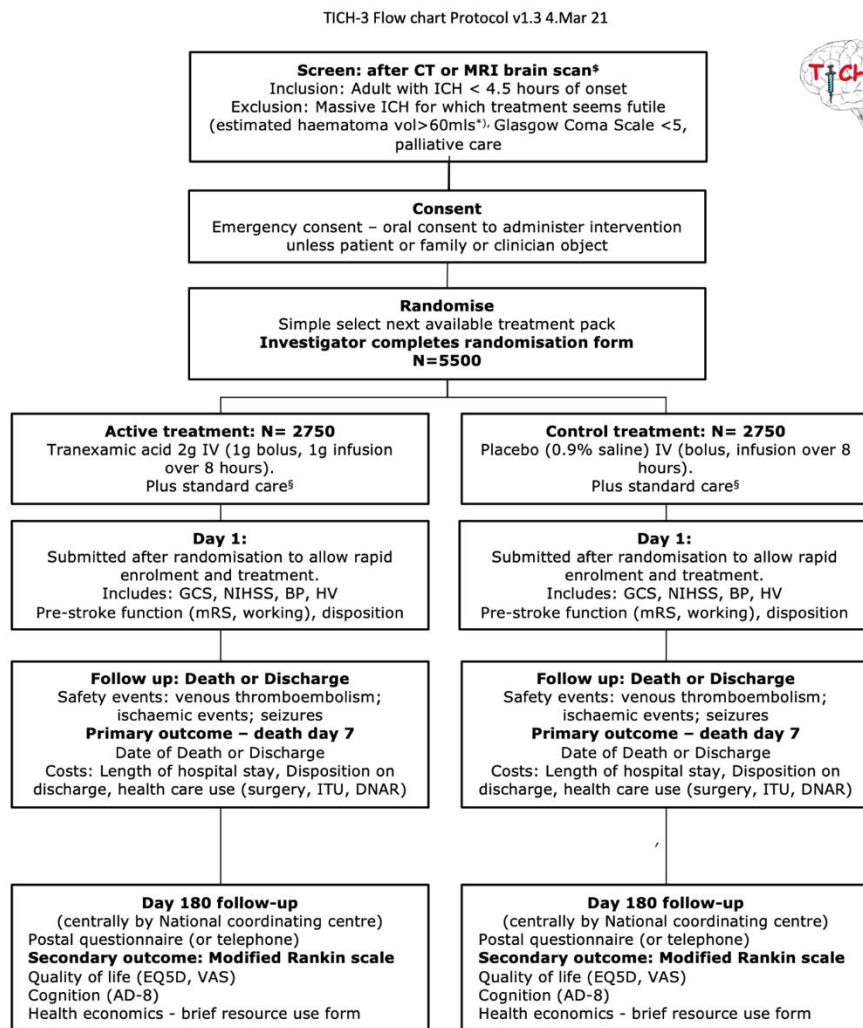 TICH-3 Flow chart Protocol v1.3 4.Mar 21
TICH
Screen: after CT or MRI brain scan$
Inclusion: Adult with ICH < 4.5 hours of onset
Exclusion: Massive ICH for which treatment seems futile
(estimated haematoma vol>60mls*), Glasgow Coma Scale <5,
palliative care
Consent
Emergency consent – oral consent to administer intervention
unless patient or family or clinician object
Randomise
Simple select next available treatment pack
Investigator completes randomisation form
N=5500
Active treatment: N= 2750
Tranexamic acid 2g IV (1g bolus, 1g infusion
over 8 hours).
Plus standard care§
Control treatment: N= 2750
Placebo (0.9% saline) IV (bolus, infusion over 8
hours).
Plus standard care§
Day 1:
Submitted after randomisation to allow rapid
enrolment and treatment.
Includes: GCS, NIHSS, BP, HV
Pre-stroke function (mRS, working), disposition
Day 1:
Submitted after randomisation to allow rapid
enrolment and treatment.
Includes: GCS, NIHSS, BP, HV
Pre-stroke function (mRS, working), disposition
Follow up: Death or Discharge
Safety events: venous thromboembolism;
ischaemic events; seizures
Primary outcome – death day 7
Date of Death or Discharge
Costs: Length of hospital stay, Disposition on
discharge, health care use (surgery, ITU, DNAR)
Follow up: Death or Discharge
Safety events: venous thromboembolism;
ischaemic events; seizures
Primary outcome – death day 7
Date of Death or Discharge
Costs: Length of hospital stay, Disposition on
discharge, health care use (surgery, ITU, DNAR)
Day 180 follow-up
(centrally by National coordinating centre)
Postal questionnaire (or telephone)
Secondary outcome: Modified Rankin scale
Quality of life (EQ5D, VAS)
Cognition (AD-8)
Health economics - brief resource use form
Day 180 follow-up
(centrally by National coordinating centre)
Postal questionnaire (or telephone)
Secondary outcome: Modified Rankin scale
Quality of life (EQ5D, VAS)
Cognition (AD-8)
Health economics - brief resource use form